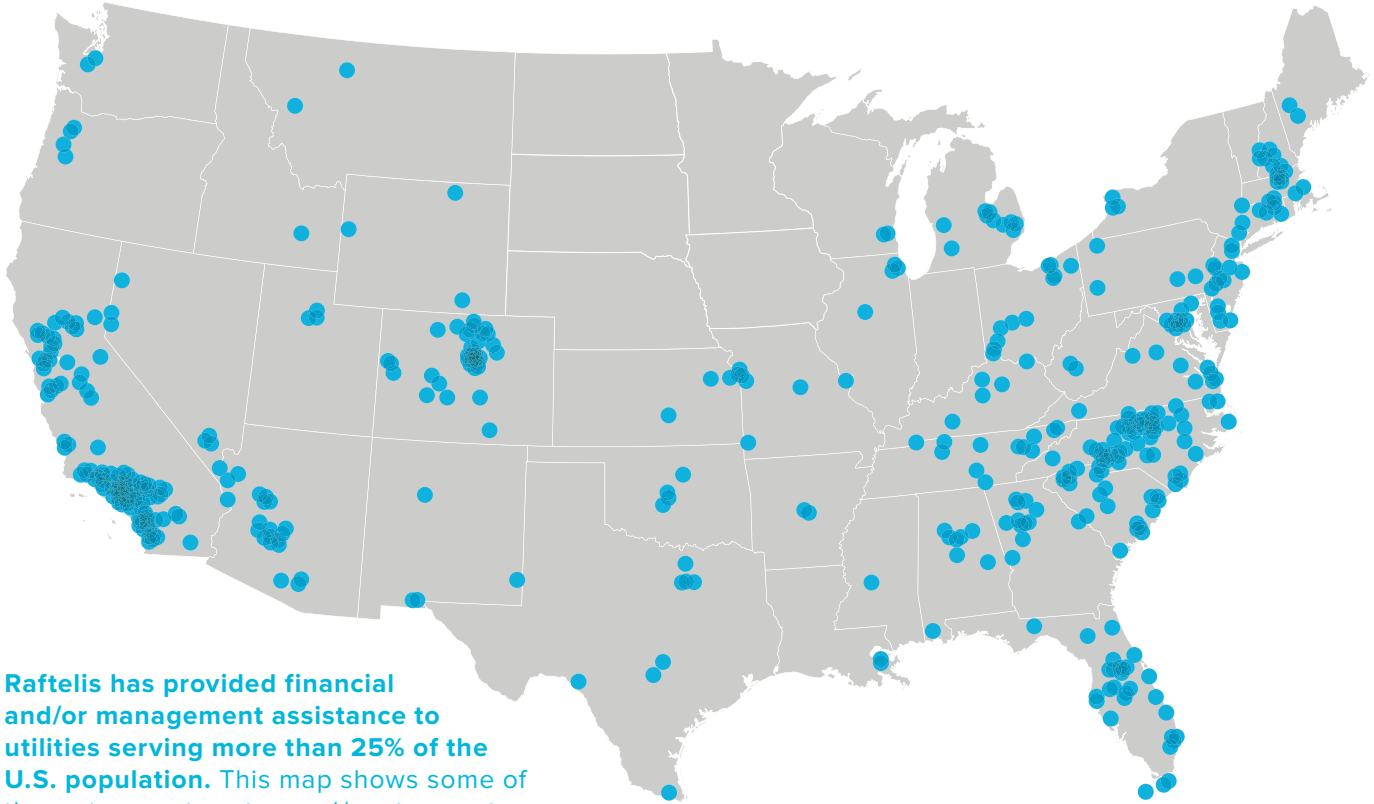 Raftelis has provided financial
and/or management assistance to
utilities serving more than 25% of the
U.S. population. This map shows some of